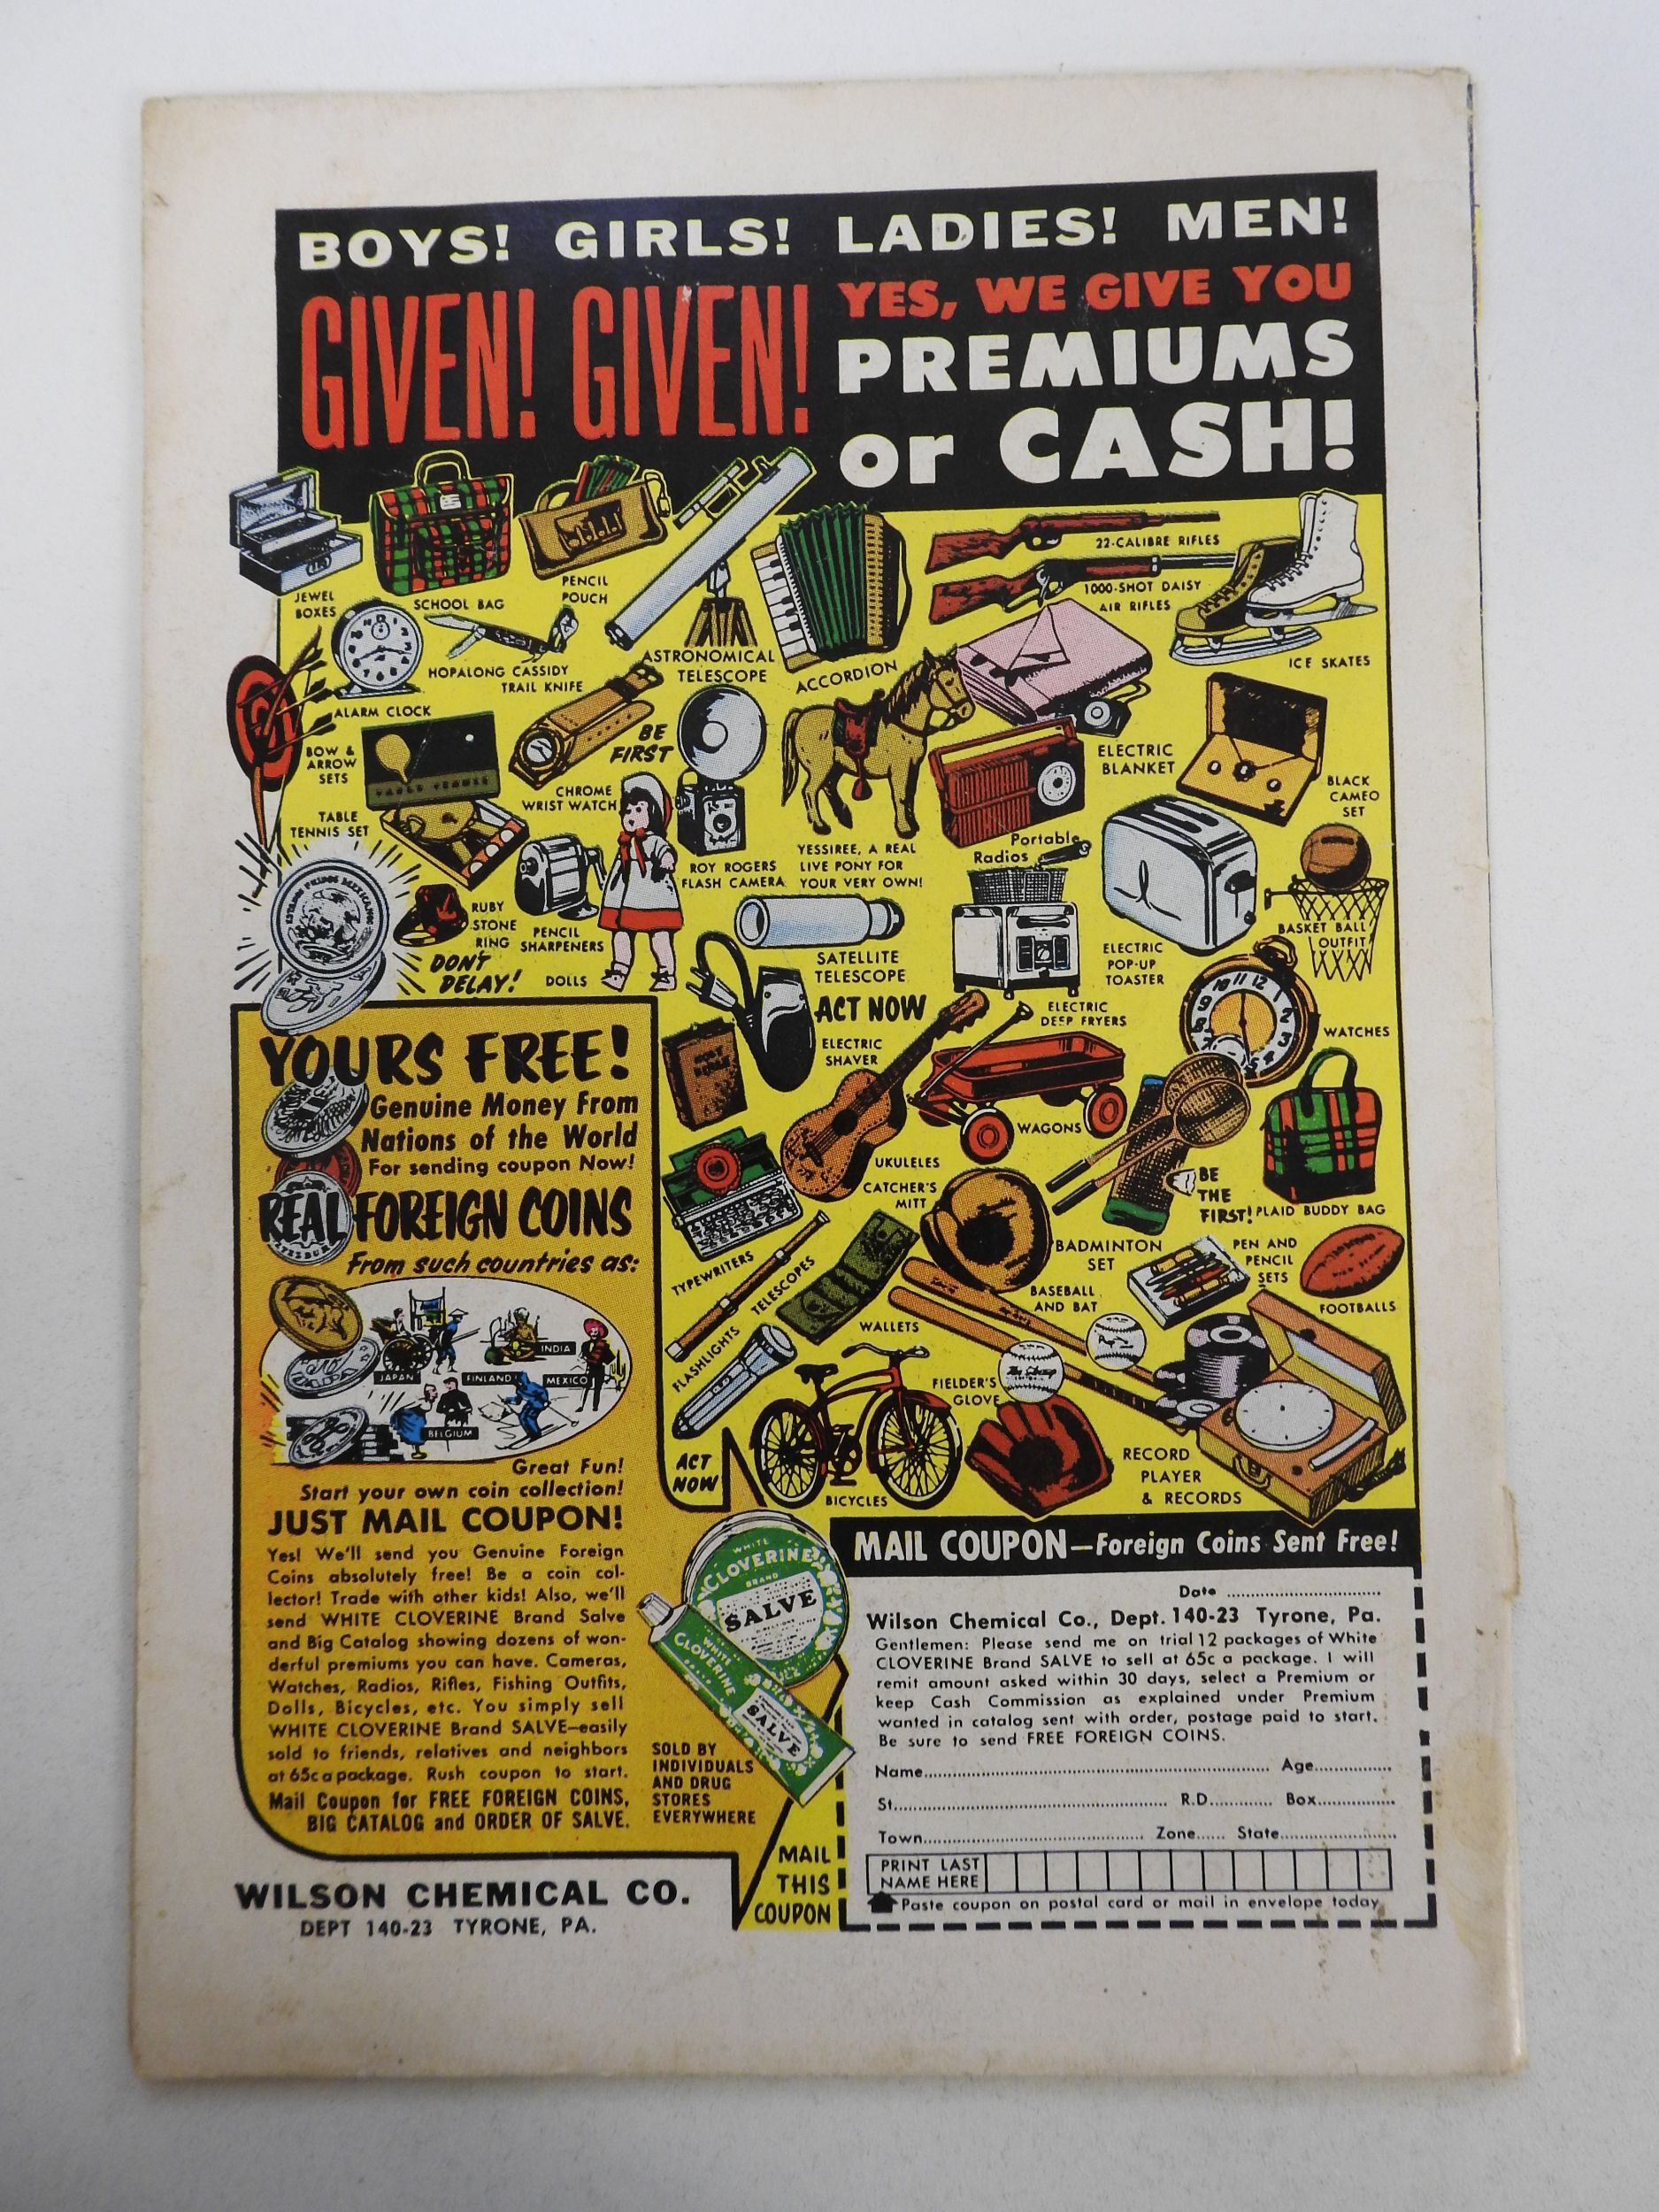 BOYS! GIRLS! LADIES! MEN!
GIVEN! GIVEN!
YES, WE GIVE YOU
PREMIUMS
or CASH!
JEWEL
BOXES
SCHOOL BAG
PENCIL
POUCH
ASTRONOMICAL
TELESCOPE
ACCORDION
22-CALIBRE RIFLES
1000-SHOT DAISY
AIR RIFLES
ICE SKATES
HOPALONG CASSIDY
TRAIL KNIFE
ALARM CLOCK
BOW &
ARROW
SETS
TABLE TENNIS
TABLE
TENNIS SET
CHROME
WRIST WATCH
BE
FIRST
ROY ROGERS
FLASH CAMERA
YESSIREE, A REAL
LIVE PONY FOR
YOUR VERY OWN!
Portable
Radios
ELECTRIC
BLANKET
BLACK
CAMEO
SET
RUBY
STONE
RING
PENCIL
SHARPENERS
DON'T
DELAY!
DOLLS
SATELLITE
TELESCOPE
ELECTRIC
POP-UP
TOASTER
BASKET BALL
OUTFIT
ACT NOW
ELECTRIC
SHAVER
ELECTRIC
DEEP FRYERS
WATCHES
HOLY
BIBLE
WAGONS
UKULELES
CATCHER'S
MITT
BE
THE
FIRST!
PLAID BUDDY BAG
TYPEWRITERS
TELESCOPES
BADMINTON
SET
PEN AND
PENCIL
SETS
FOOTBALLS
BASEBALL
AND BAT
WALLETS
FLASHLIGHTS
FIELDER'S
GLOVE
ACT
NOW
BICYCLES
RECORD
PLAYER
& RECORDS
YOURS FREE!
Genuine Money From
Nations of the World
For sending coupon Now!
REAL FOREIGN COINS
From such countries as:
INDIA
JAPAN
FINLAND
MEXICO
BELGIUM
Great Fun!
Start your own coin collection!
JUST MAIL COUPON!
Yes! We'll send you Genuine Foreign
Coins absolutely free! Be a coin col-
lector! Trade with other kids! Also, we'll
send WHITE CLOVERINE Brand Salve
and Big Catalog showing dozens of won-
derful premiums you can have. Cameras,
Watches, Radios, Rifles, Fishing Outfits,
Dolls, Bicycles, etc. You simply sell
WHITE CLOVERINE Brand SALVE—easily
sold to friends, relatives and neighbors
at 65c a package. Rush coupon to start.
Mail Coupon for FREE FOREIGN COINS,
BIG CATALOG and ORDER OF SALVE.
WHITE
CLOVERINE
BRAND
SALVE
WHITE
CLOVERINE
SALVE
SOLD BY
INDIVIDUALS
AND DRUG
STORES
EVERYWHERE
MAIL
THIS
COUPON
WILSON CHEMICAL CO.
DEPT 140-23 TYRONE, PA.
MAIL COUPON—Foreign Coins Sent Free!
Date
Wilson Chemical Co., Dept. 140-23 Tyrone, Pa.
Gentlemen: Please send me on trial 12 packages of White
CLOVERINE Brand SALVE to sell at 65c a package. I will
remit amount asked within 30 days, select a Premium or
keep Cash Commission as explained under Premium
wanted in catalog sent with order, postage paid to start.
Be sure to send FREE FOREIGN COINS.
Name Age
St. R.D. Box
Town Zone State
PRINT LAST
NAME HERE
Paste coupon on postal card or mail in envelope today